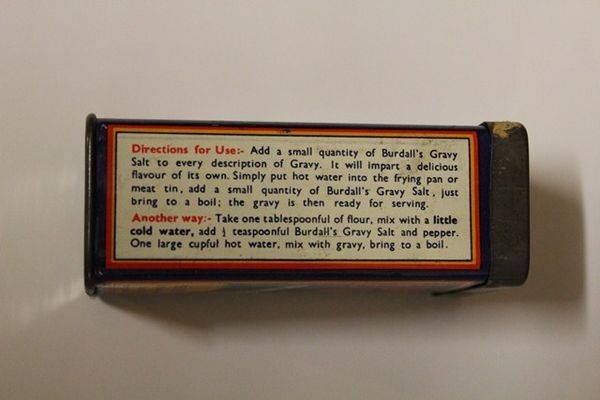 Directions for Use:- Add a small quantity of Burdall's Gravy
Salt to every description of Gravy. It will impart a delicious
flavour of its own. Simply put hot water into the frying pan or
meat tin, add a small quantity of Burdall's Gravy Salt, just
bring to a boil; the gravy is then ready for serving.
Another way:- Take one tablespoonful of flour, mix with a little
cold water, add teaspoonful Burdall's Gravy Salt and pepper.
One large cupful hot water, mix with gravy, bring to a boil.